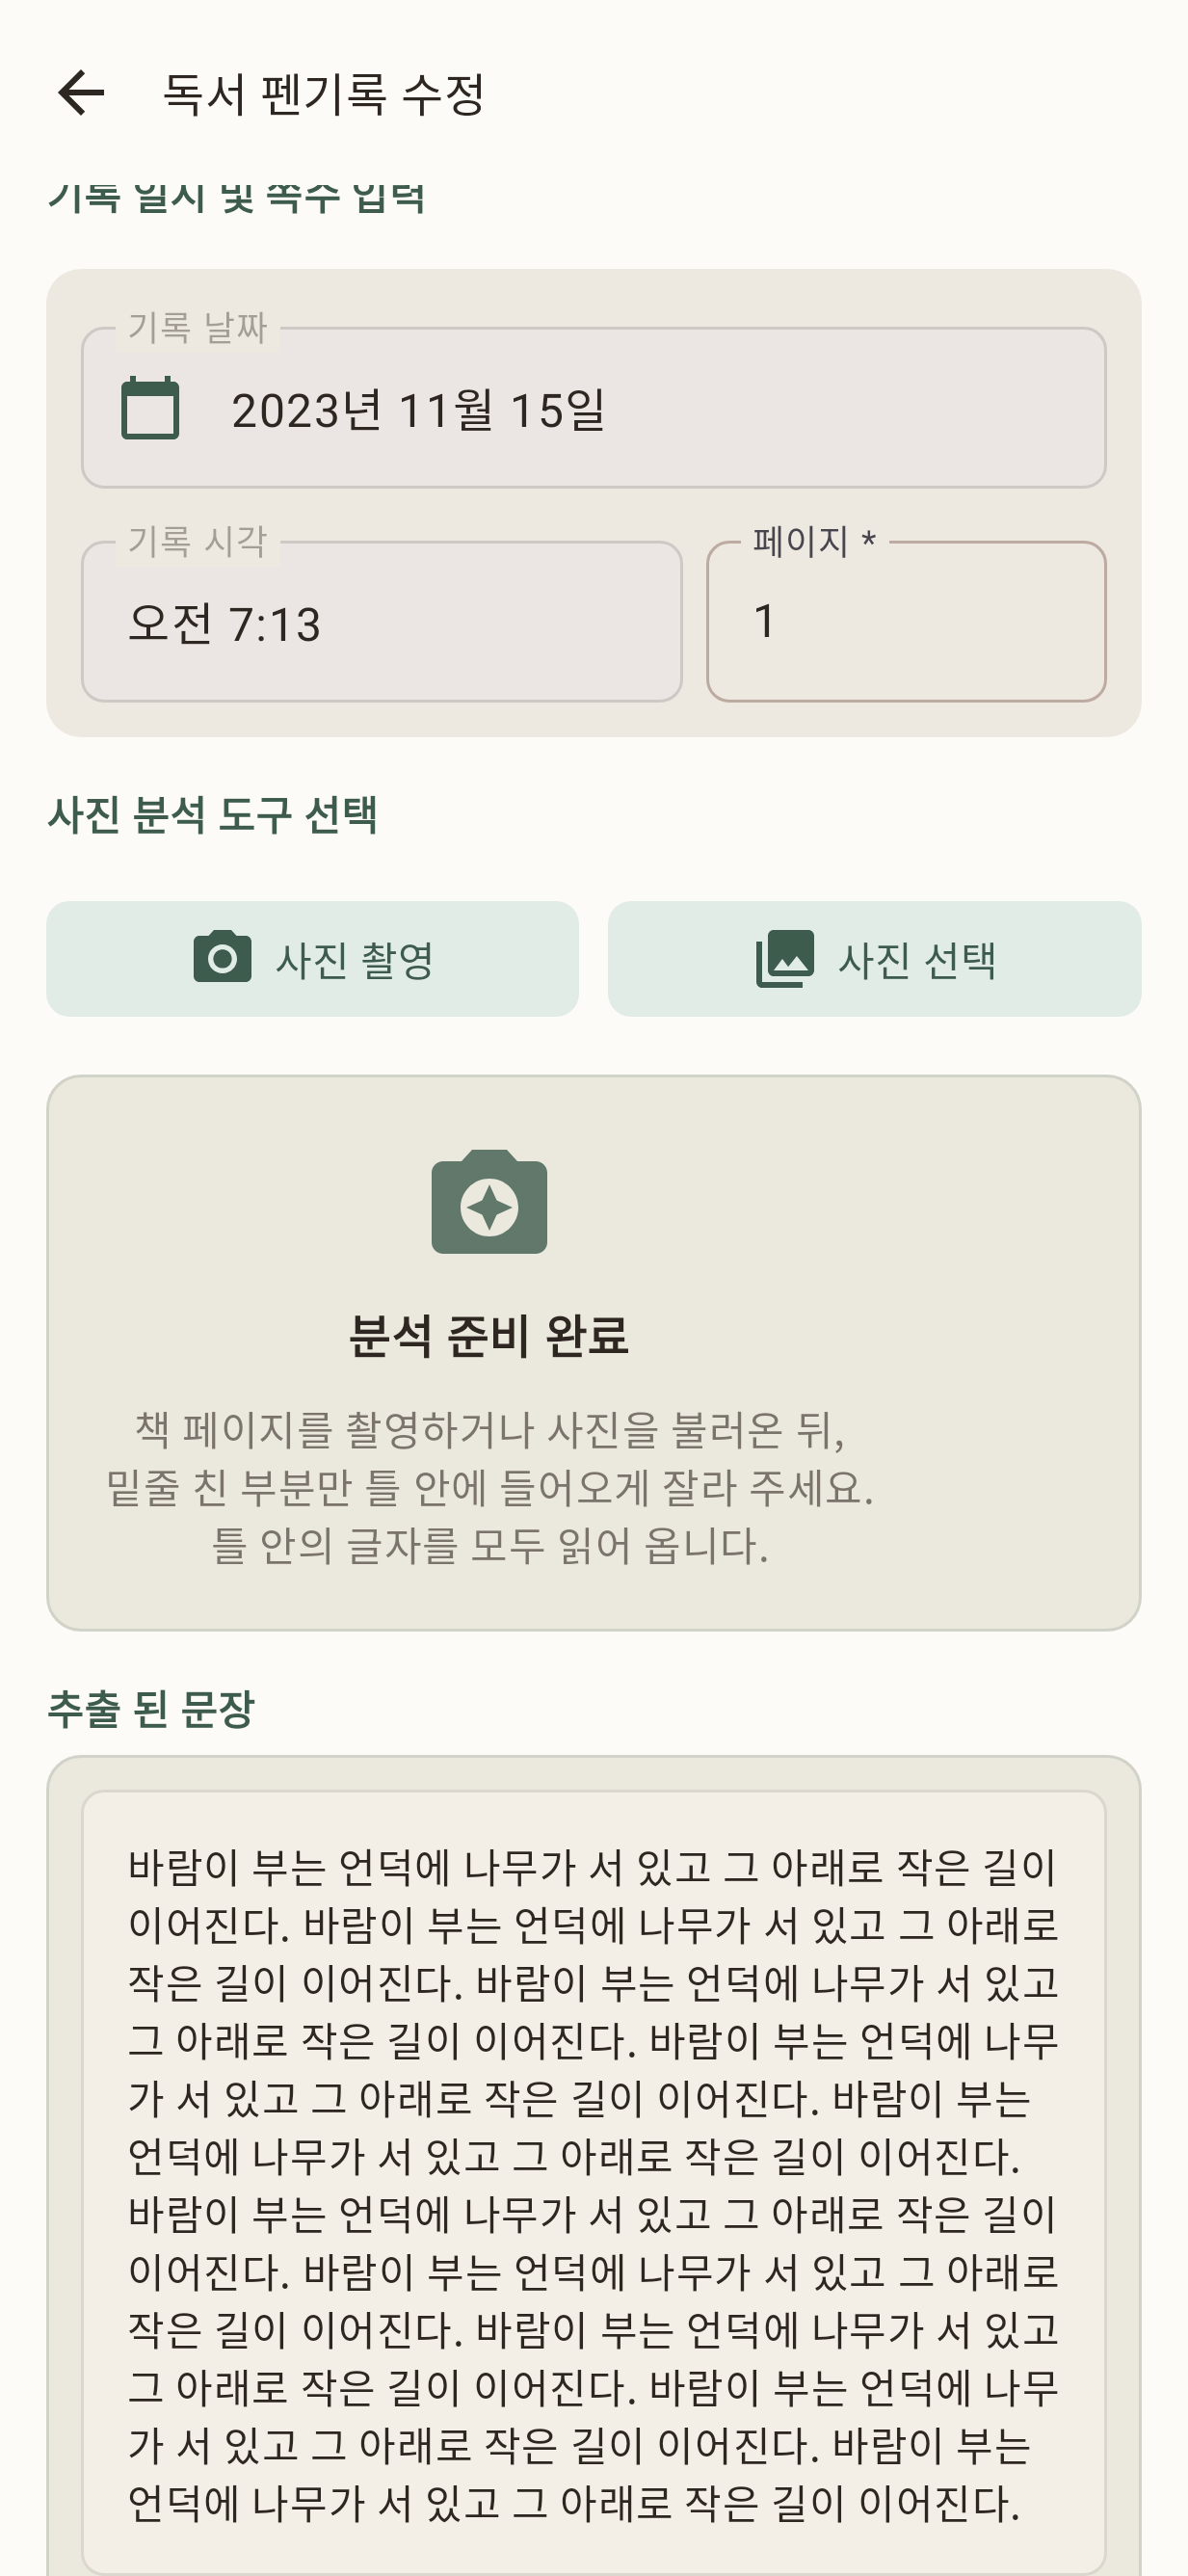 독서 펜기록 수정
기록 일시 및 쪽수 입력
기록 날짜
2023년 11월 15일
기록 시각
페이지 *
오전 7:13
1
사진 분석 도구 선택
사진 촬영
사진 선택
분석 준비 완료
책 페이지를 촬영하거나 사진을 불러온 뒤,
밑줄 친 부분만 틀 안에 들어오게 잘라 주세요.
틀 안의 글자를 모두 읽어 옵니다.
추출 된 문장
바람이 부는 언덕에 나무가 서 있고 그 아래로 작은 길이
이어진다. 바람이 부는 언덕에 나무가 서 있고 그 아래로
작은 길이 이어진다. 바람이 부는 언덕에 나무가 서 있고
그 아래로 작은 길이 이어진다. 바람이 부는 언덕에 나무
가 서 있고 그 아래로 작은 길이 이어진다. 바람이 부는
언덕에 나무가 서 있고 그 아래로 작은 길이 이어진다.
바람이 부는 언덕에 나무가 서 있고 그 아래로 작은 길이
이어진다. 바람이 부는 언덕에 나무가 서 있고 그 아래로
작은 길이 이어진다. 바람이 부는 언덕에 나무가 서 있고
그 아래로 작은 길이 이어진다. 바람이 부는 언덕에 나무
가 서 있고 그 아래로 작은 길이 이어진다. 바람이 부는
언덕에 나무가 서 있고 그 아래로 작은 길이 이어진다.